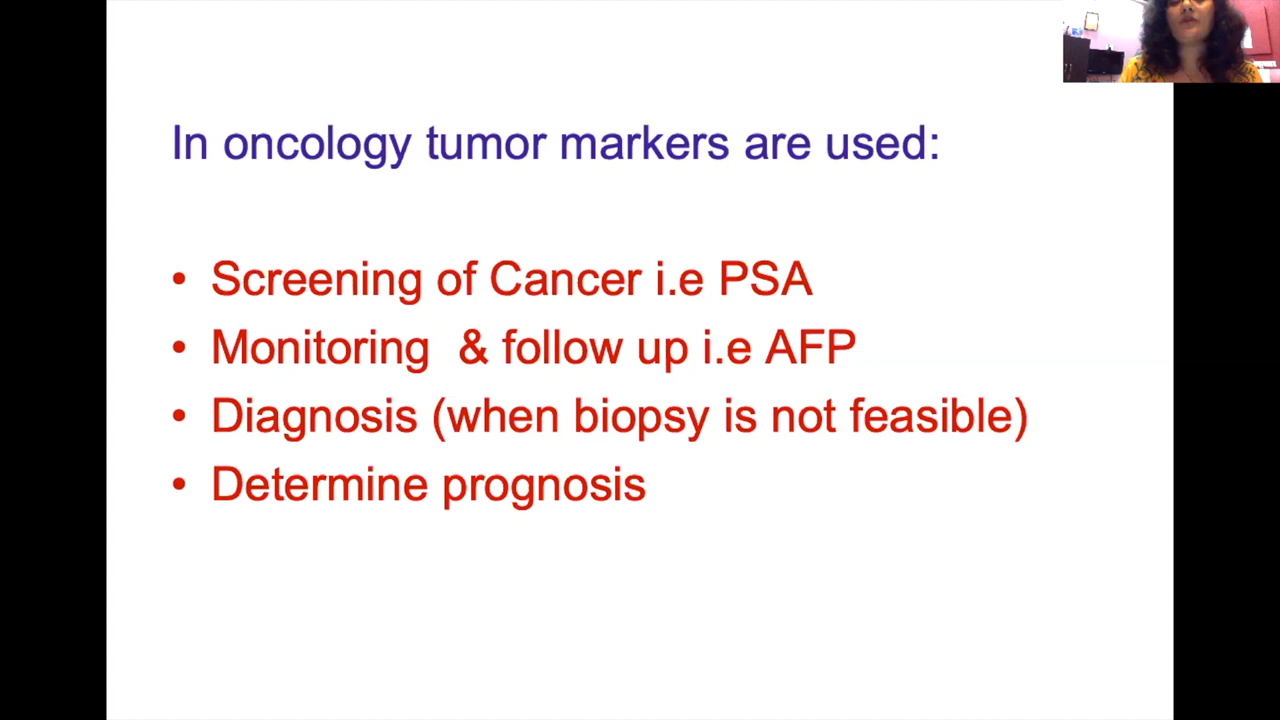 In oncology tumor markers are used:
• Screening of Cancer i.e PSA
• Monitoring  & follow up i.e AFP
• Diagnosis (when biopsy is not feasible)
• Determine prognosis